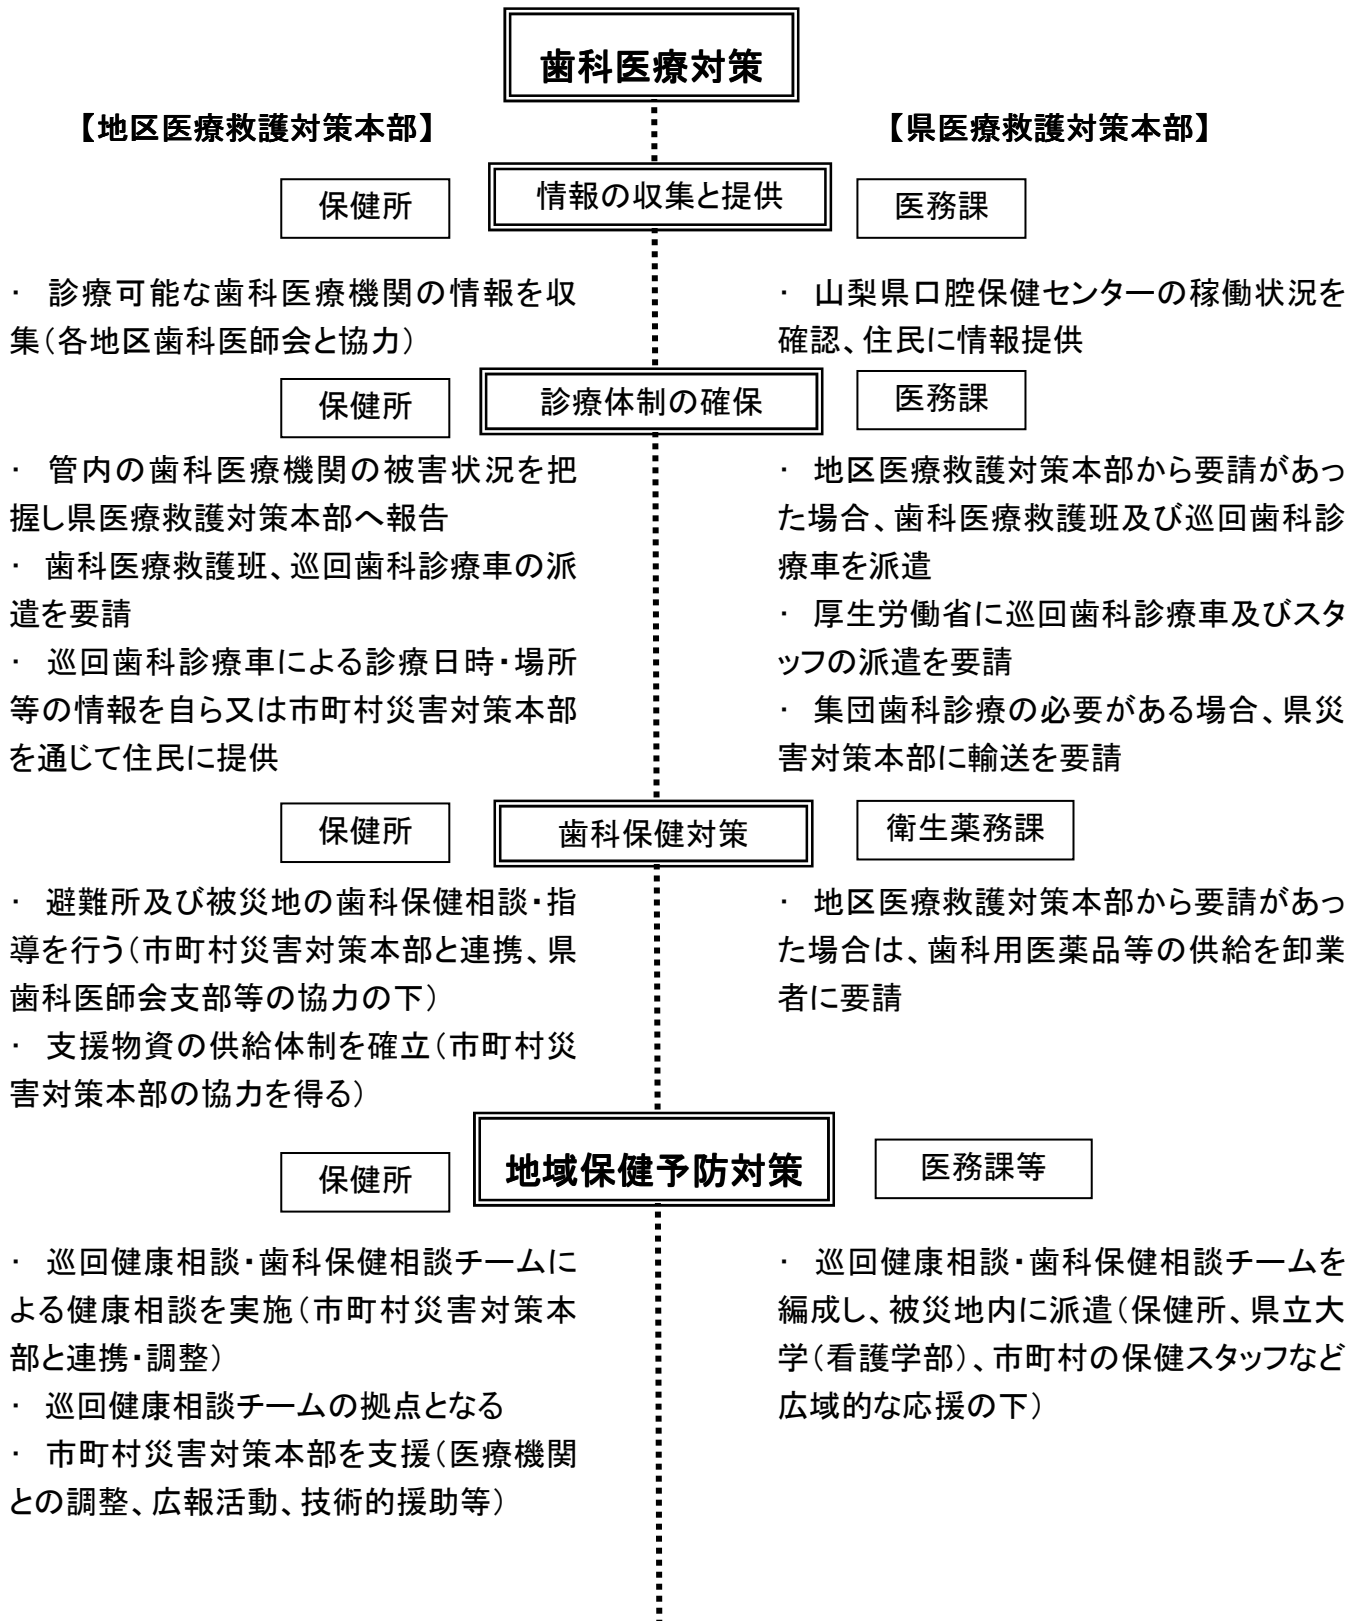 歯科医療対策
【地区医療救護対策本部】
【県医療救護対策本部】
保健所
情報の収集と提供
医務課
・ 診療可能な歯科医療機関の情報を収
集（各地区歯科医師会と協力）
・ 山梨県口腔保健センターの稼働状況を
確認、住民に情報提供
保健所
診療体制の確保
医務課
・ 管内の歯科医療機関の被害状況を把
握し県医療救護対策本部へ報告
・ 歯科医療救護班、巡回歯科診療車の派
遣を要請
・ 巡回歯科診療車による診療日時・場所
等の情報を自ら又は市町村災害対策本部
を通じて住民に提供
・ 地区医療救護対策本部から要請があっ
た場合、歯科医療救護班及び巡回歯科診
療車を派遣
・ 厚生労働省に巡回歯科診療車及びスタ
ッフの派遣を要請
・ 集団歯科診療の必要がある場合、県災
害対策本部に輸送を要請
保健所
歯科保健対策
衛生薬務課
・ 避難所及び被災地の歯科保健相談・指
導を行う（市町村災害対策本部と連携、県
歯科医師会支部等の協力の下）
・ 支援物資の供給体制を確立（市町村災
害対策本部の協力を得る）
・ 地区医療救護対策本部から要請があっ
た場合は、歯科用医薬品等の供給を卸業
者に要請
保健所
地域保健予防対策
医務課等
・ 巡回健康相談・歯科保健相談チームに
よる健康相談を実施（市町村災害対策本
部と連携・調整）
・ 巡回健康相談チームの拠点となる
・ 市町村災害対策本部を支援（医療機関
との調整、広報活動、技術的援助等）
・ 巡回健康相談・歯科保健相談チームを
編成し、被災地内に派遣（保健所、県立大
学（看護学部）、市町村の保健スタッフなど
広域的な応援の下）